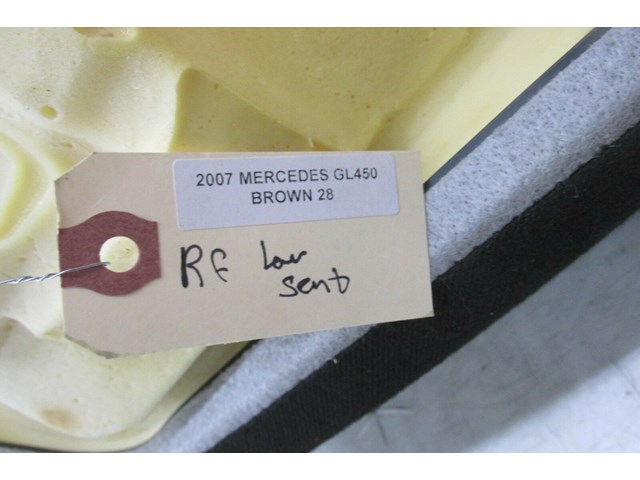 2007 MERCEDES GL450
BROWN 28
RF Low
Seat